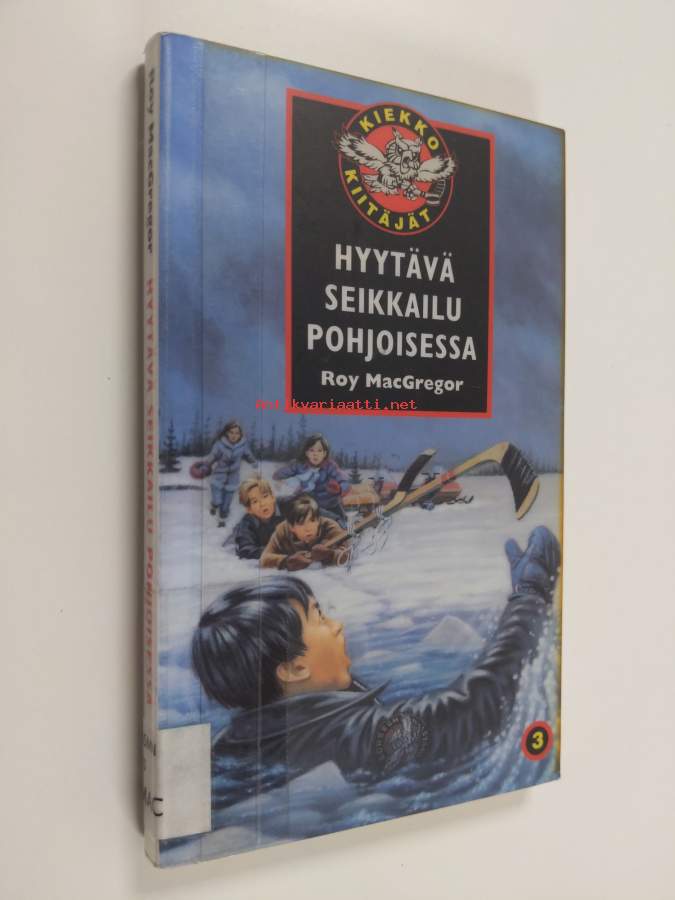 Roy MacGregor HYYTÄVÄ SEIKKAILU POHJOISESSA
KIEKKO
KIITÄJÄT
HYYTÄVÄ
SEIKKAILU
POHJOISESSA
Roy MacGregor
Antikvariaatti.net
3
MAC